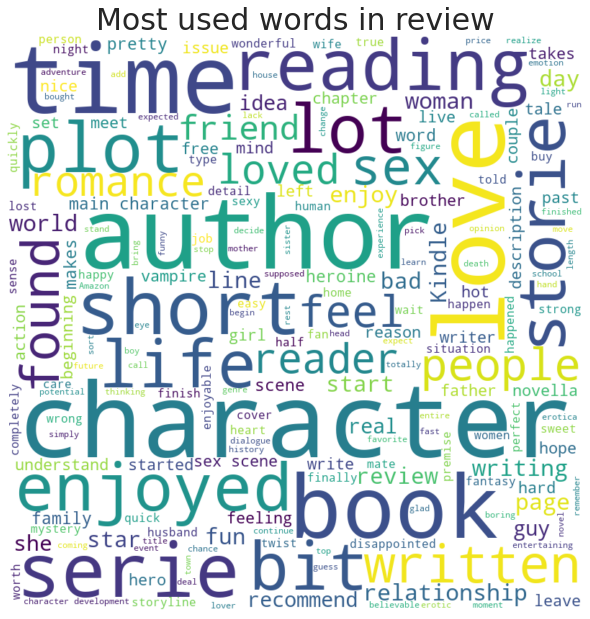 Most used words in review
person
pretty
issue
wonderful
wife
true
price
realize
night
nice
time
reading
takes
adventure
add
house
emotion
light
bought
expected
lack
idea
chapter
woman
day
called
run
set
meet
friend
lot
change
live
tale
couple
quickly
plot
free
mind
word
figure
buy
type
loved
sex
love
storie
romance
detail
left
enjoy
told
past
finished
lost
main character
sexy
human
brother
opinion
move
world
stand
author
job
decide
sister
experience
pick
Kindle
description
hand
found
makes
bring
funny
stop
mother
learn
death
school
length
sense
happy
vampire
line
supposed
heroine
bad
hot
happen
happened
strong
Amazon
beginning
action
short
easy
begin
home
feel
wait
eye
rest
girl
fan
head
reason
writer
expect
situation
sort
boy
half
life
call
reader
totally
people
future
care
potential
thinking
genre
scene
start
father
novella
completely
finish
enjoyable
character
cover
entire
perfect
erotica
wrong
simply
heart
real
favorite
fast
women
sweet
dialogue
history
premise
hope
understand
started
sex scene
write
mate
writing
enjoyed
finally
review
fantasy
hard
remember
mystery
quick
feeling
book
glad
boring
page
family
husband
continue
novel
she
star
title
event
chance
fun
twist
disappointed
top
guy
entertaining
worth
coming
serie
town
deal
hero
guess
bit
written
recommend
relationship
leave
character development
storyline
lover
believable
erotic
moment